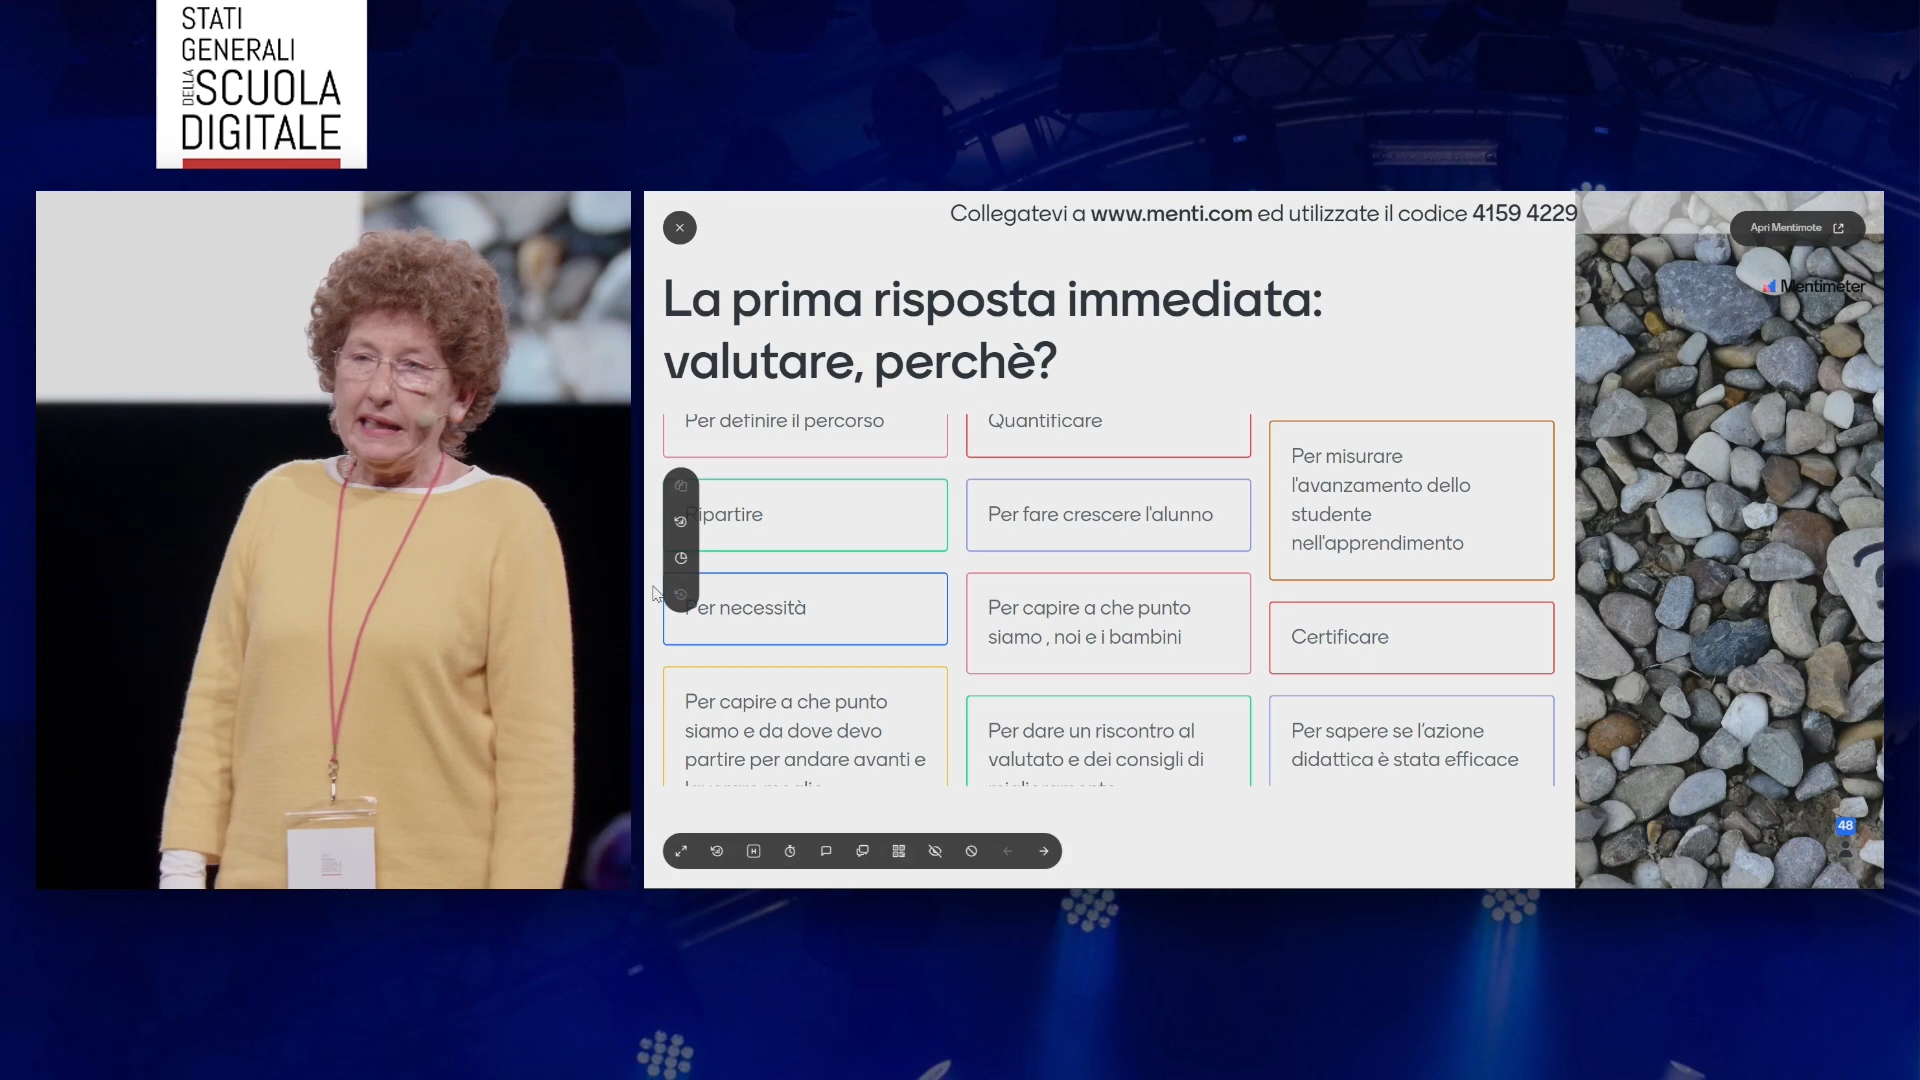 STATI
GENERALI
DELLA SCUOLA
DIGITALE
Collegatevi a www.menti.com ed utilizzate il codice 4159 4229
Apri Mentimote
Mentimeter
La prima risposta immediata:
valutare, perchè?
Per definire il percorso
Ripartire
Per necessità
Per capire a che punto
siamo e da dove devo
partire per andare avanti e
Quantificare
Per fare crescere l'alunno
Per capire a che punto
siamo , noi e i bambini
Per dare un riscontro al
valutato e dei consigli di
Per misurare
l'avanzamento dello
studente
nell'apprendimento
Certificare
Per sapere se l'azione
didattica è stata efficace
48